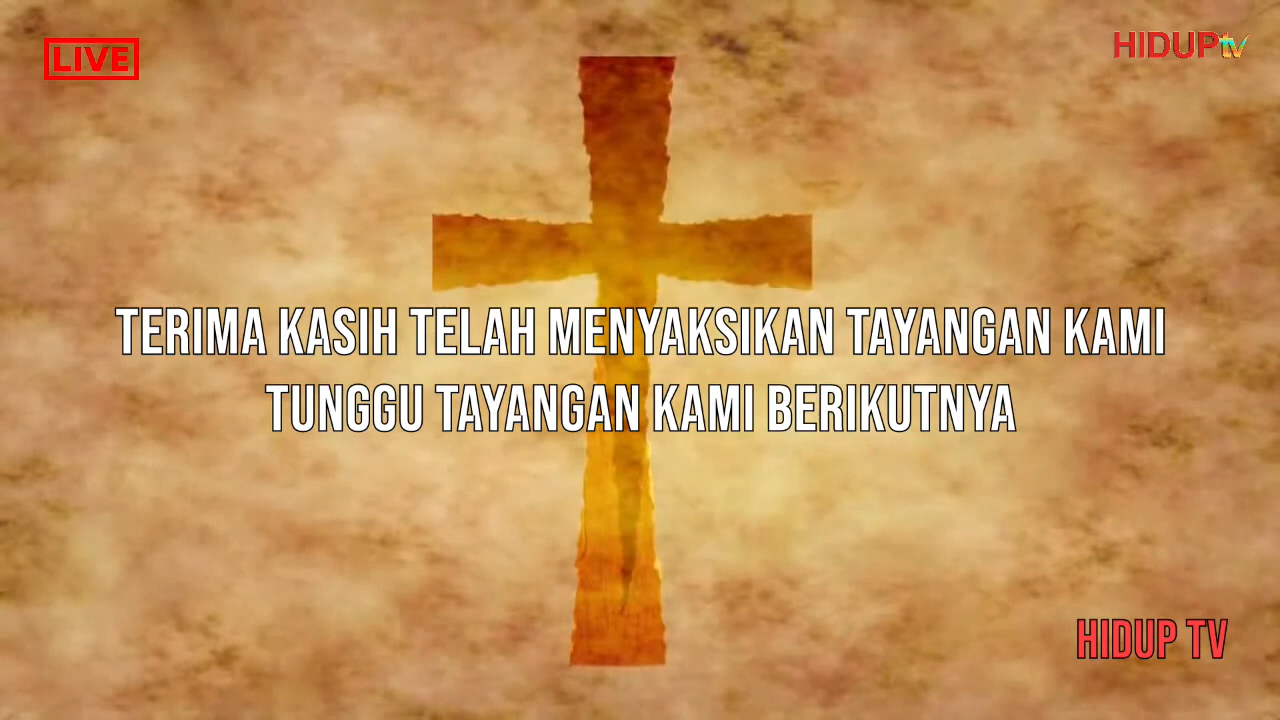 LIVE
HIDUPtv
TERIMA KASIH TELAH MENYAKSIKAN TAYANGAN KAMI
TUNGGU TAYANGAN KAMI BERIKUTNYA
HIDUP TV